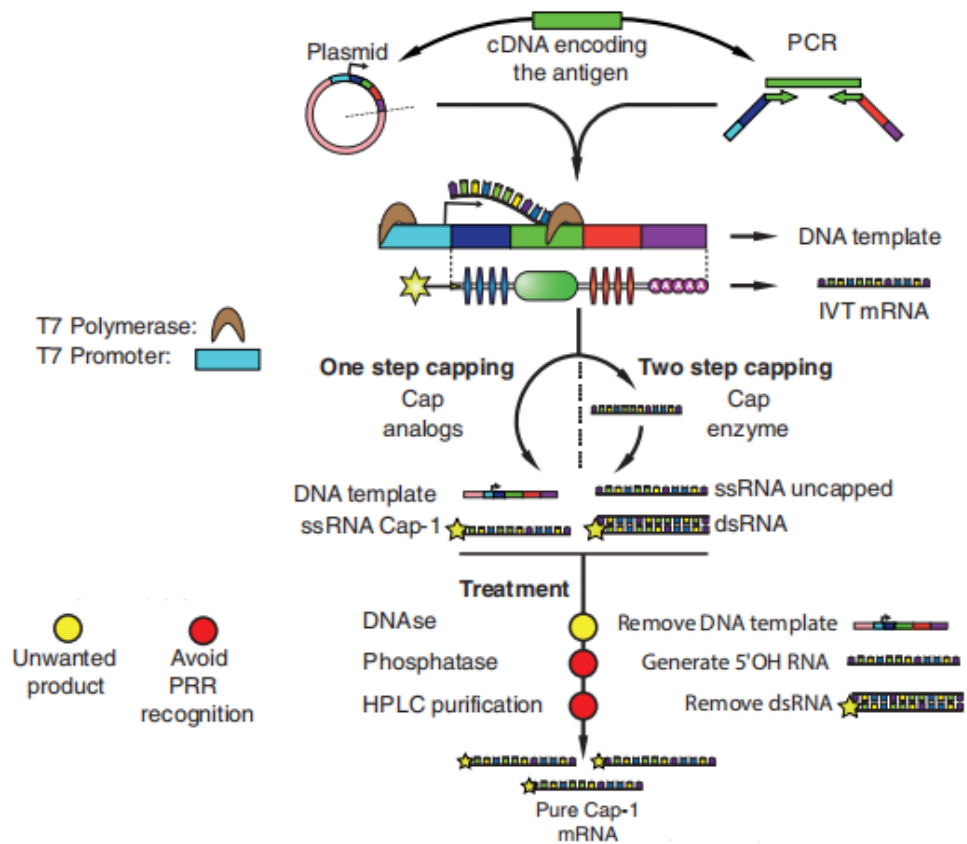 cDNA encoding
the antigen
Plasmid
PCR
DNA template
AAAAA
IVT mRNA
T7 Polymerase:
T7 Promoter:
One step capping
Cap
analogs
Two step capping
Cap
enzyme
DNA template
ssRNA Cap-1
ssRNA uncapped
dsRNA
Treatment
DNAse
Remove DNA template
Phosphatase
Generate 5'OH RNA
HPLC purification
Remove dsRNA
Unwanted
product
Avoid
PRR
recognition
Pure Cap-1
mRNA